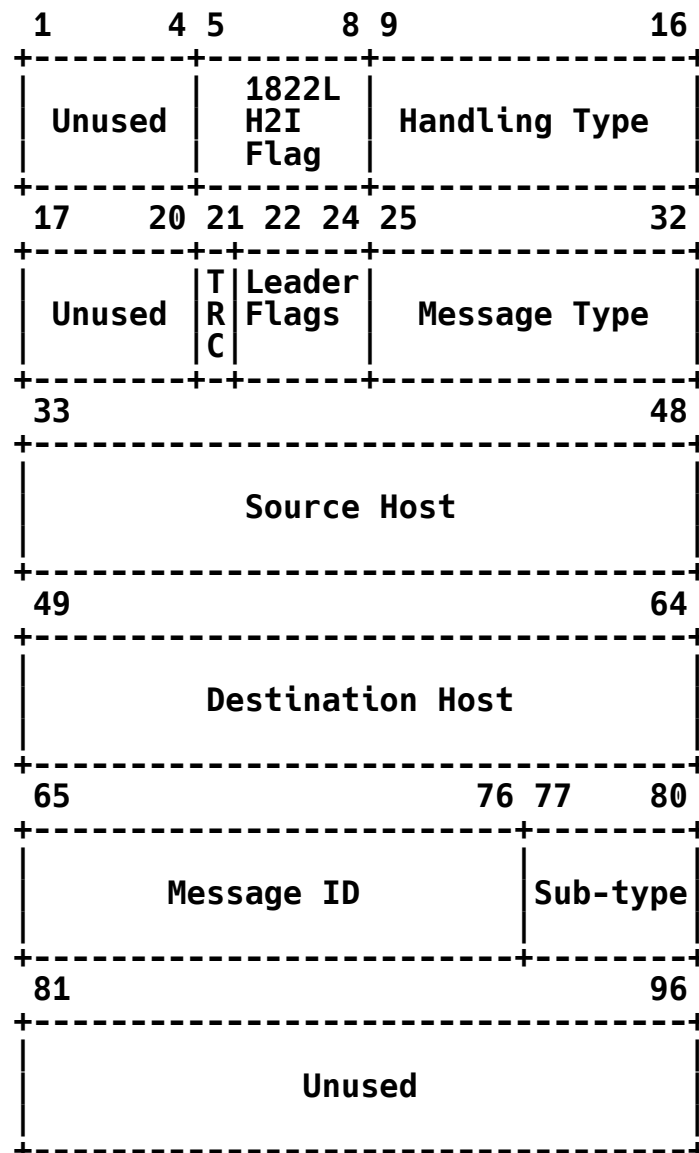 1 4 5 8 9 16
1822L
Unused H2I Handling Type
Flag
17 20 21 22 24 25 32
T Leader
Unused R Flags Message Type
C
33 48
Source Host
49 64
Destination Host
65 76 77 80
Message ID Sub-type
81 96
Unused